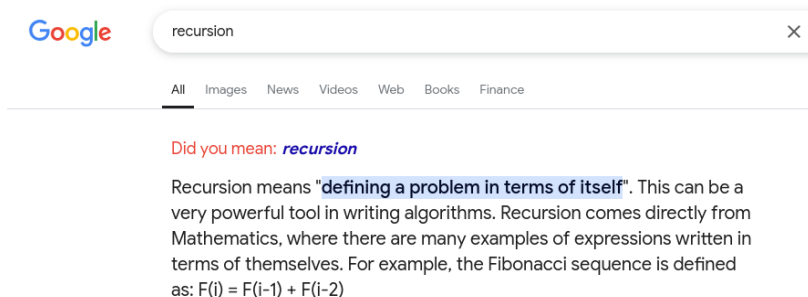 Google
recursion
All Images News Videos Web Books Finance
Did you mean: recursion
Recursion means "defining a problem in terms of itself". This can be a
very powerful tool in writing algorithms. Recursion comes directly from
Mathematics, where there are many examples of expressions written in
terms of themselves. For example, the Fibonacci sequence is defined
as: F(i) = F(i-1) + F(i-2)